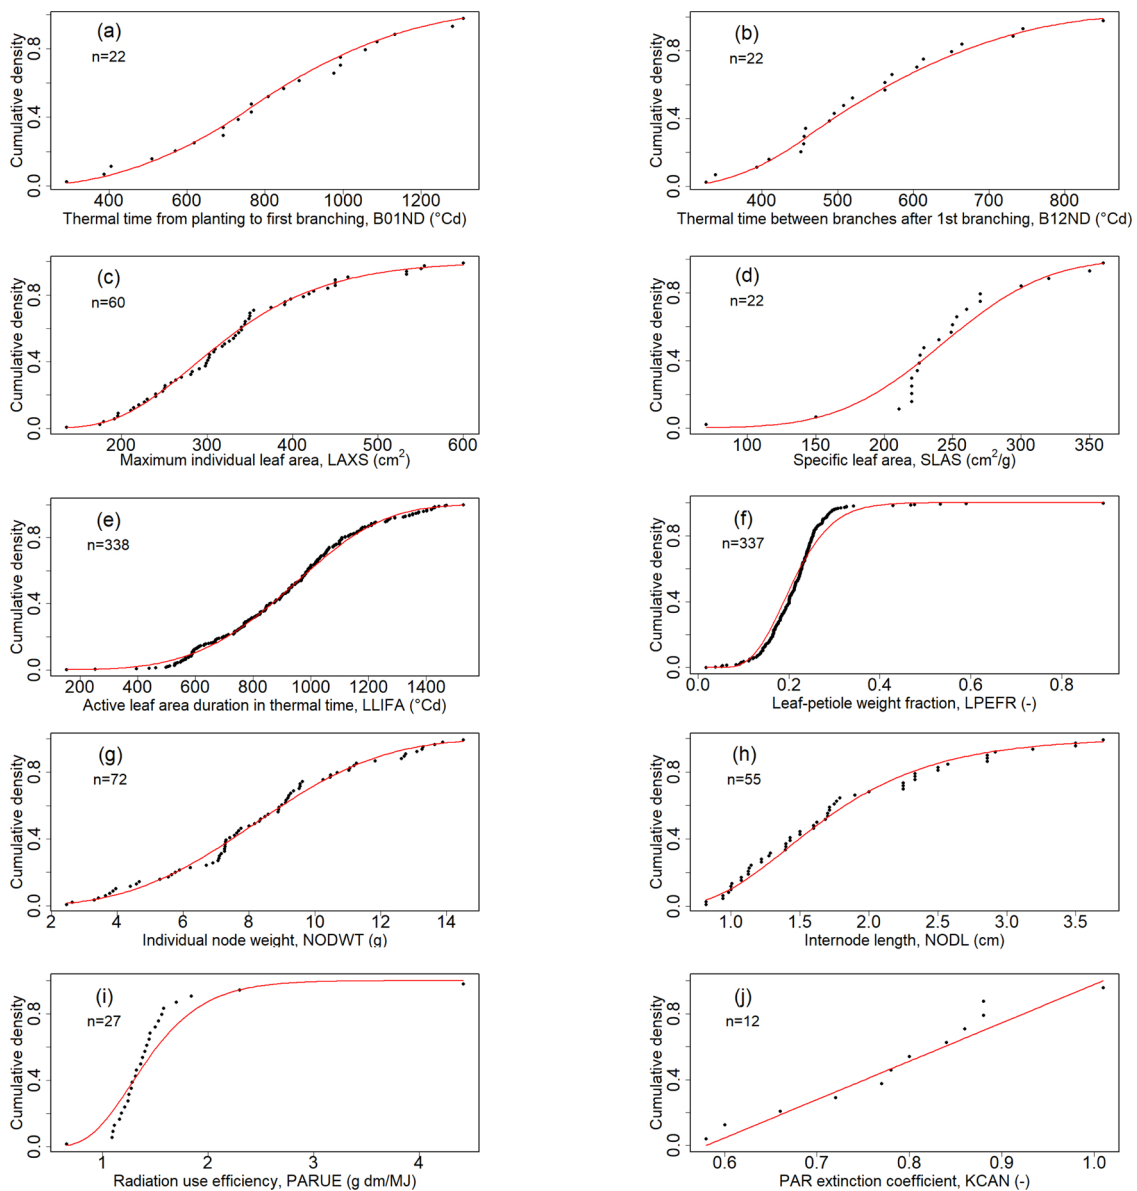 (a)
n=22
Cumulative density
0.0 0.4 0.8
400 600 800 1000 1200
Thermal time from planting to first branching, B01ND (°Cd)
(b)
n=22
Cumulative density
0.0 0.4 0.8
400 500 600 700 800
Thermal time between branches after 1st branching, B12ND (°Cd)
(c)
n=60
Cumulative density
0.0 0.4 0.8
200 300 400 500 600
Maximum individual leaf area, LAXS (cm²)
(d)
n=22
Cumulative density
0.0 0.4 0.8
100 150 200 250 300 350
Specific leaf area, SLAS (cm²/g)
(e)
n=338
Cumulative density
0.0 0.4 0.8
200 400 600 800 1000 1200 1400
Active leaf area duration in thermal time, LLIFA (°Cd)
(f)
n=337
Cumulative density
0.0 0.4 0.8
0.0 0.2 0.4 0.6 0.8
Leaf-petiole weight fraction, LPEFR (-)
(g)
n=72
Cumulative density
0.0 0.4 0.8
2 4 6 8 10 12 14
Individual node weight, NODWT (g)
(h)
n=55
Cumulative density
0.0 0.4 0.8
1.0 1.5 2.0 2.5 3.0 3.5
Internode length, NODL (cm)
(i)
n=27
Cumulative density
0.0 0.4 0.8
1 2 3 4
Radiation use efficiency, PARUE (g dm/MJ)
(j)
n=12
Cumulative density
0.0 0.4 0.8
0.6 0.7 0.8 0.9 1.0
PAR extinction coefficient, KCAN (-)